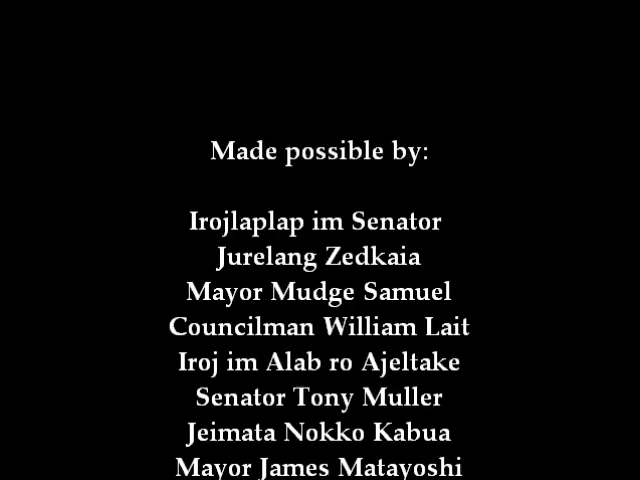 Made possible by:
Irojlaplap im Senator
Jurelang Zedkaia
Mayor Mudge Samuel
Councilman William Lait
Iroj im Alab ro Ajeltake
Senator Tony Muller
Jeimata Nokko Kabua
Mayor James Matayoshi